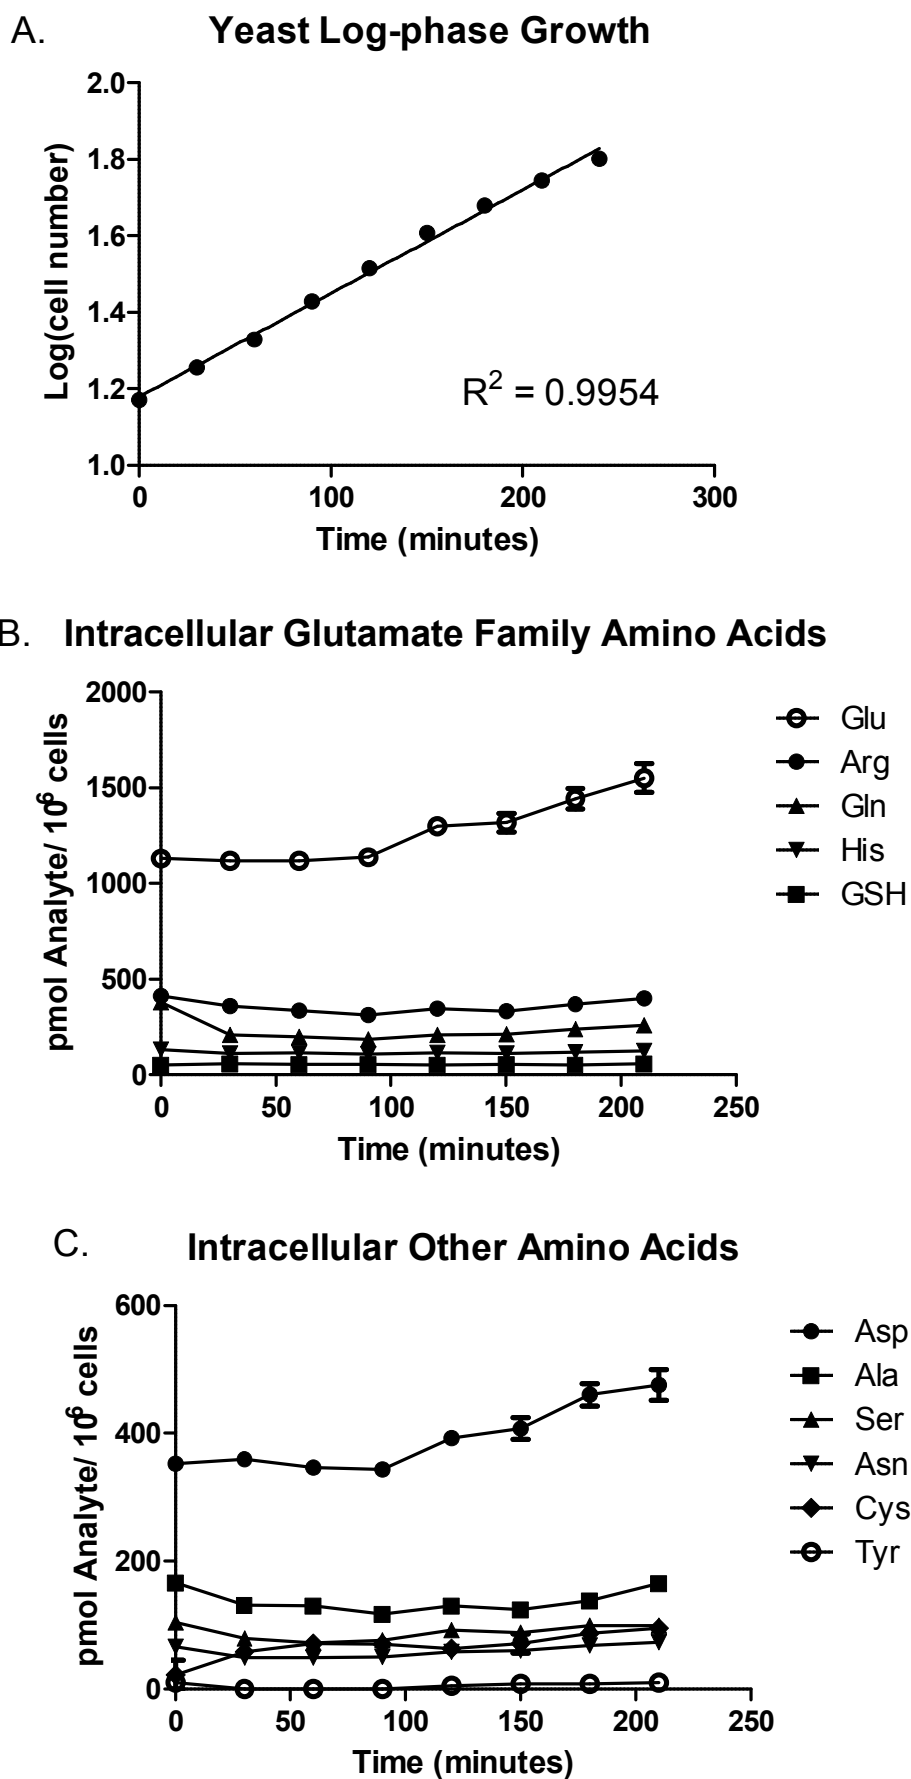 A.
Yeast Log-phase Growth
2.0
1.8
1.6
1.4
1.2
1.0
Log(cell number)
R² = 0.9954
0 100 200 300
Time (minutes)
B.
Intracellular Glutamate Family Amino Acids
2000
1500
1000
500
0
pmol Analyte/ 10⁶ cells
Glu
Arg
Gln
His
GSH
0 50 100 150 200 250
Time (minutes)
C.
Intracellular Other Amino Acids
600
400
200
0
pmol Analyte/ 10⁶ cells
Asp
Ala
Ser
Asn
Cys
Tyr
0 50 100 150 200 250
Time (minutes)